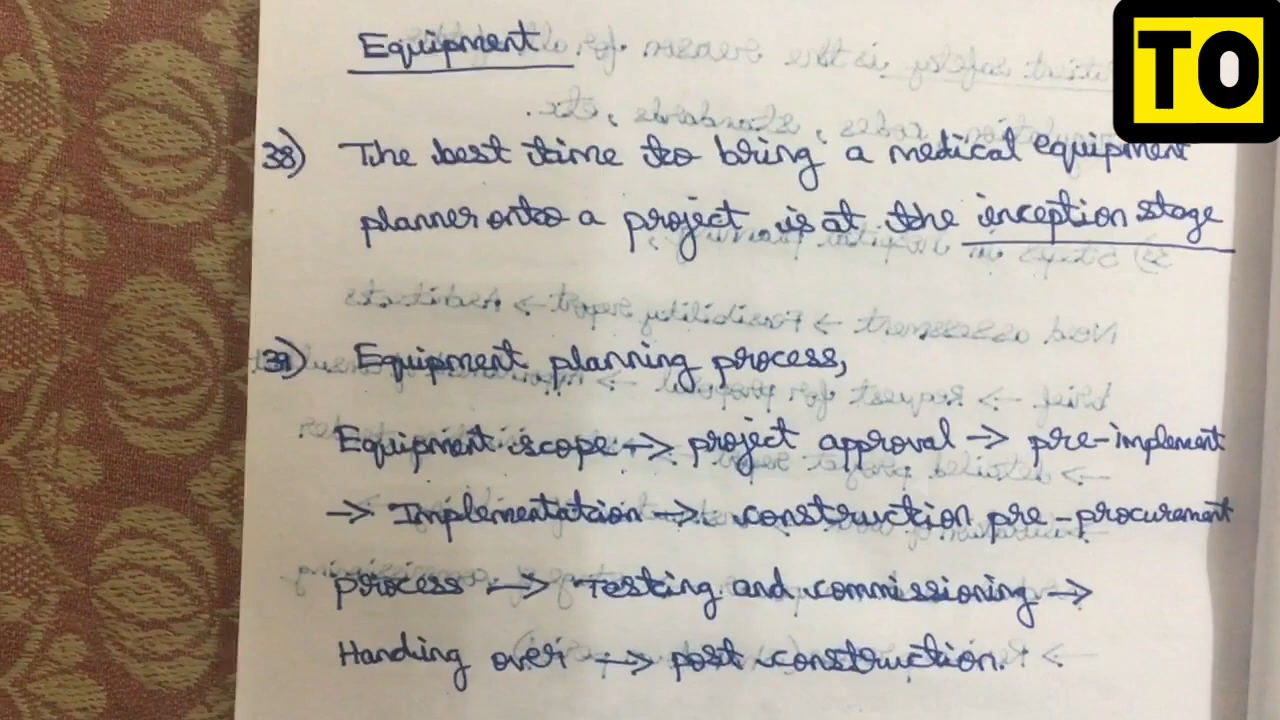 Equipment
TO
38) The best time to bring a medical equipment
planner onto a project is at the inception stage
39) Equipment planning process,
Equipment scope → project approval → pre-implement
→ Implementation → construction pre-procurement
process → Testing and commissioning →
Handing over → post construction.